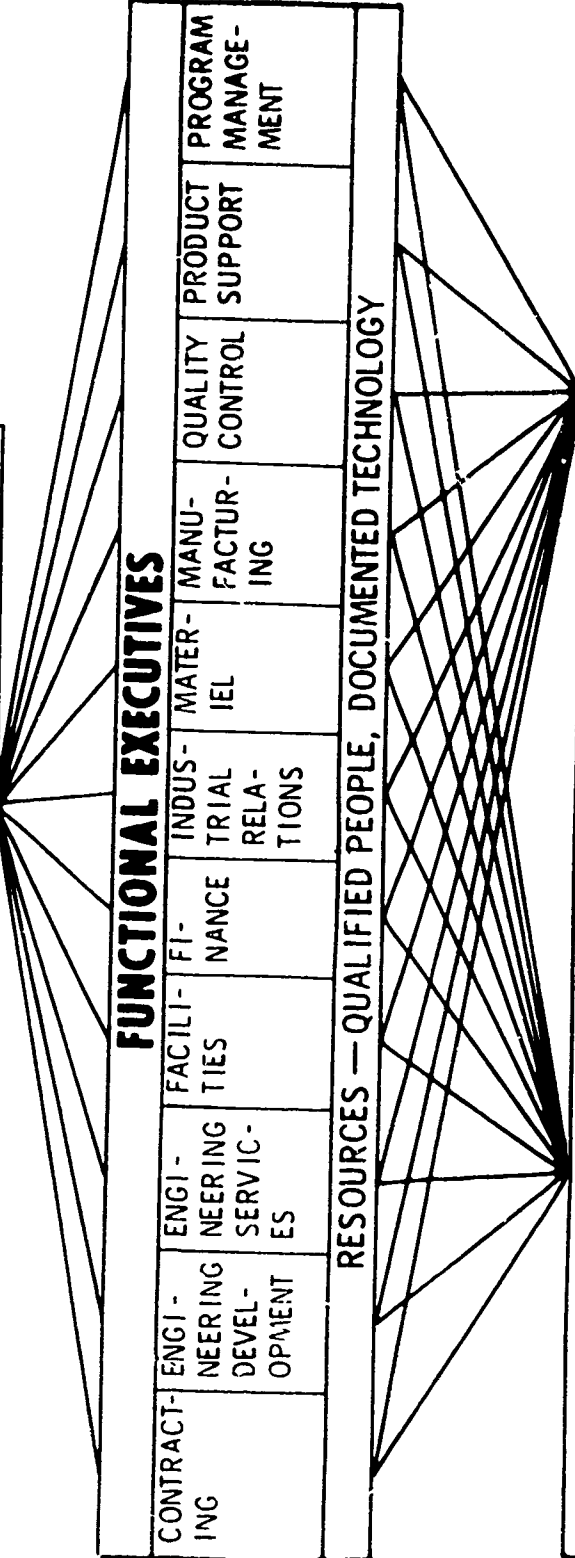 FUNCTIONAL EXECUTIVES
CONTRACT-
ING
ENGI-
NEERING
DEVEL-
OPMENT
ENGI-
NEERING
SERVIC-
ES
FACILI-
TIES
FI-
NANCE
INDUS-
TRIAL
RELA-
TIONS
MATER-
IEL
MANU-
FACTUR-
ING
QUALITY
CONTROL
PRODUCT
SUPPORT
PROGRAM
MANAGE-
MENT
RESOURCES — QUALIFIED PEOPLE, DOCUMENTED TECHNOLOGY